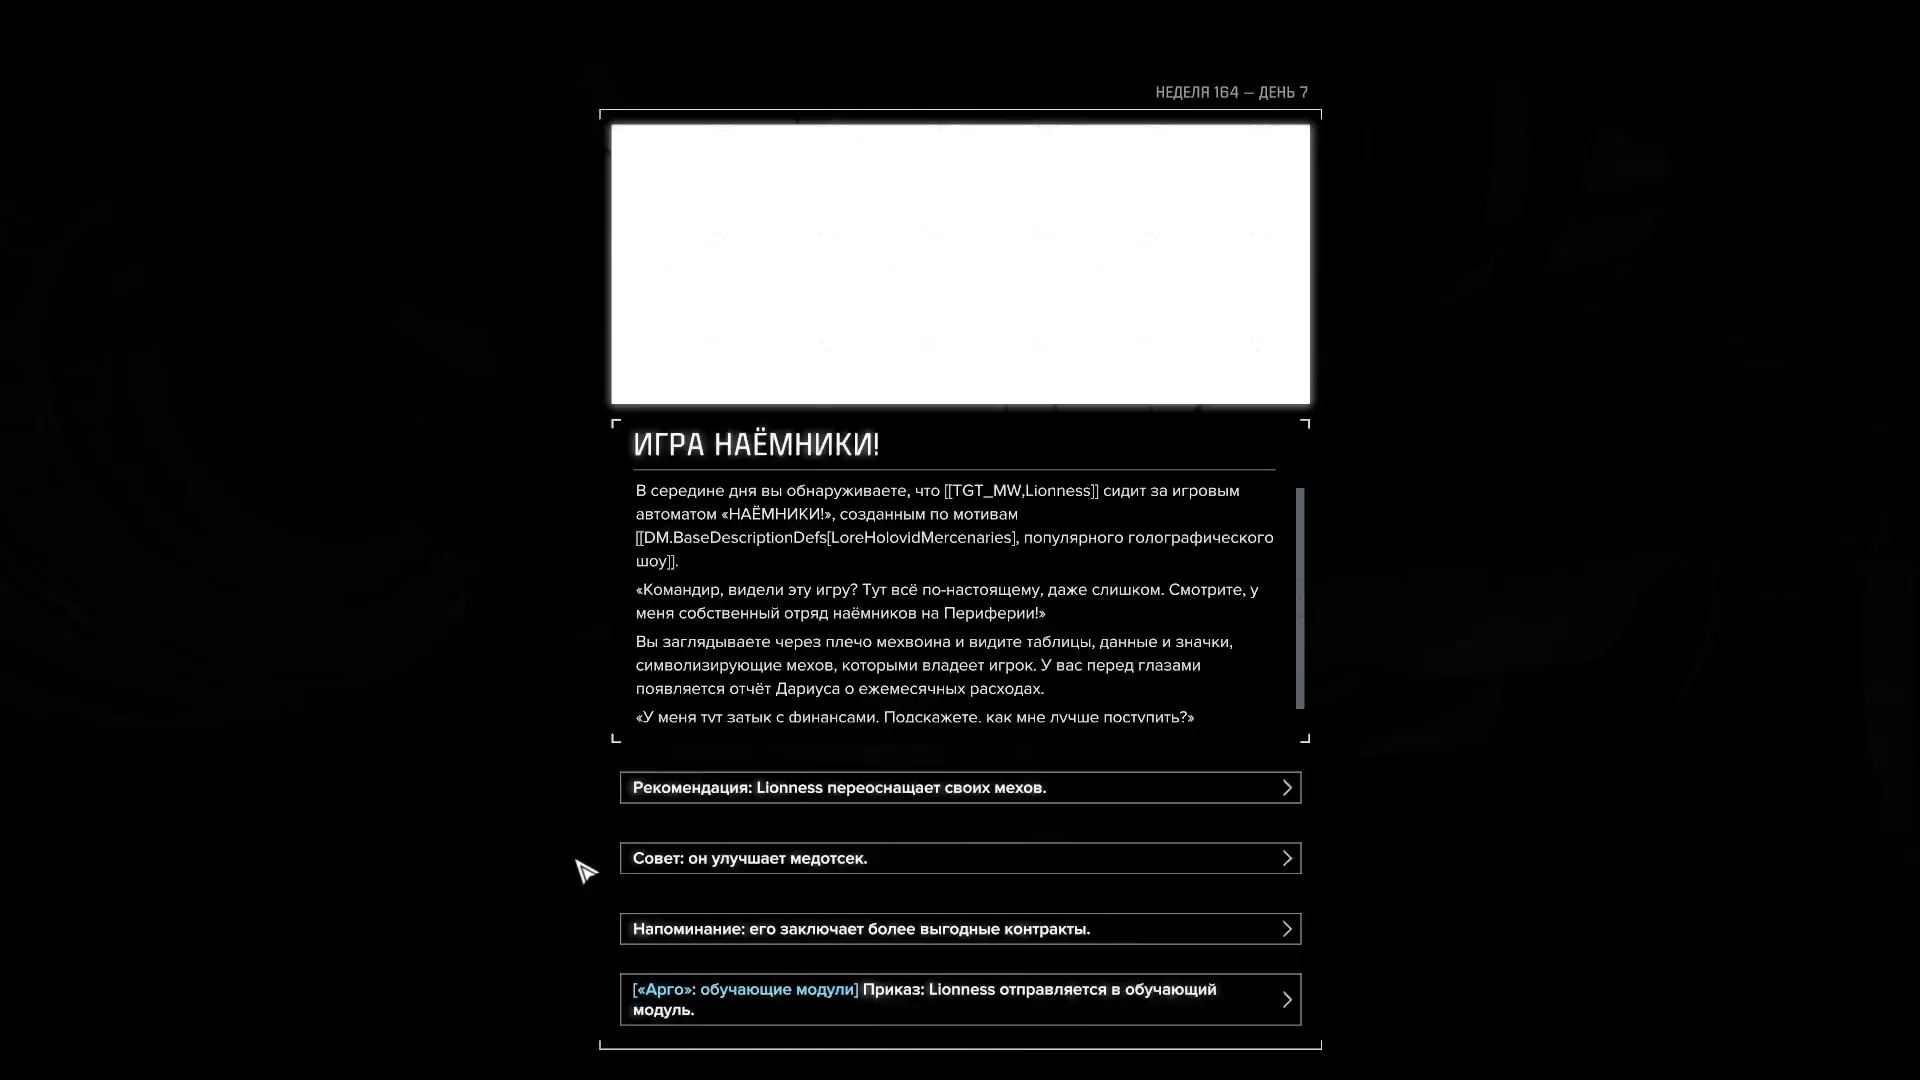 НЕДЕЛЯ 164 — ДЕНЬ 7
ИГРА НАЁМНИКИ!
В середине дня вы обнаруживаете, что [[TGT_MW,Lionness]] сидит за игровым
автоматом «НАЁМНИКИ!», созданным по мотивам
[[DM.BaseDescriptionDefs[LoreHolovidMercenaries], популярного голографического
шоу]].
«Командир, видели эту игру? Тут всё по-настоящему, даже слишком. Смотрите, у
меня собственный отряд наёмников на Периферии!»
Вы заглядываете через плечо мехвоина и видите таблицы, данные и значки,
символизирующие мехов, которыми владеет игрок. У вас перед глазами
появляется отчёт Дариуса о ежемесячных расходах.
«У меня тут затык с финансами. Подскажете, как мне лучше поступить?»
Рекомендация: Lionness переоснащает своих мехов.
Совет: он улучшает медотсек.
Напоминание: его заключает более выгодные контракты.
[«Арго»: обучающие модули] Приказ: Lionness отправляется в обучающий
модуль.